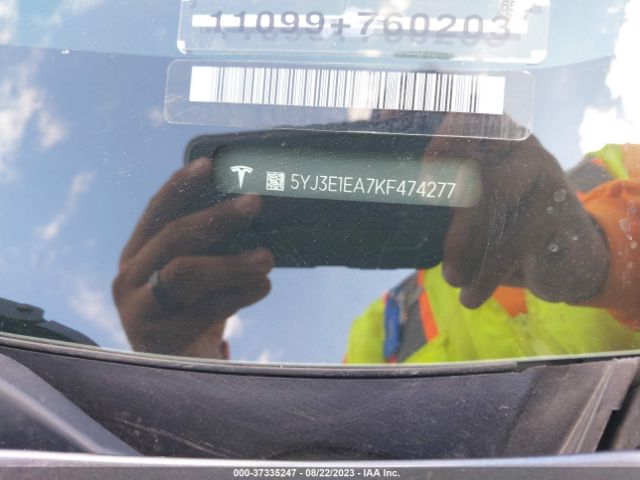 11099+760203
5YJ3E1EA7KF474277
000-37335247 - 08/22/2023 - IAA Inc.